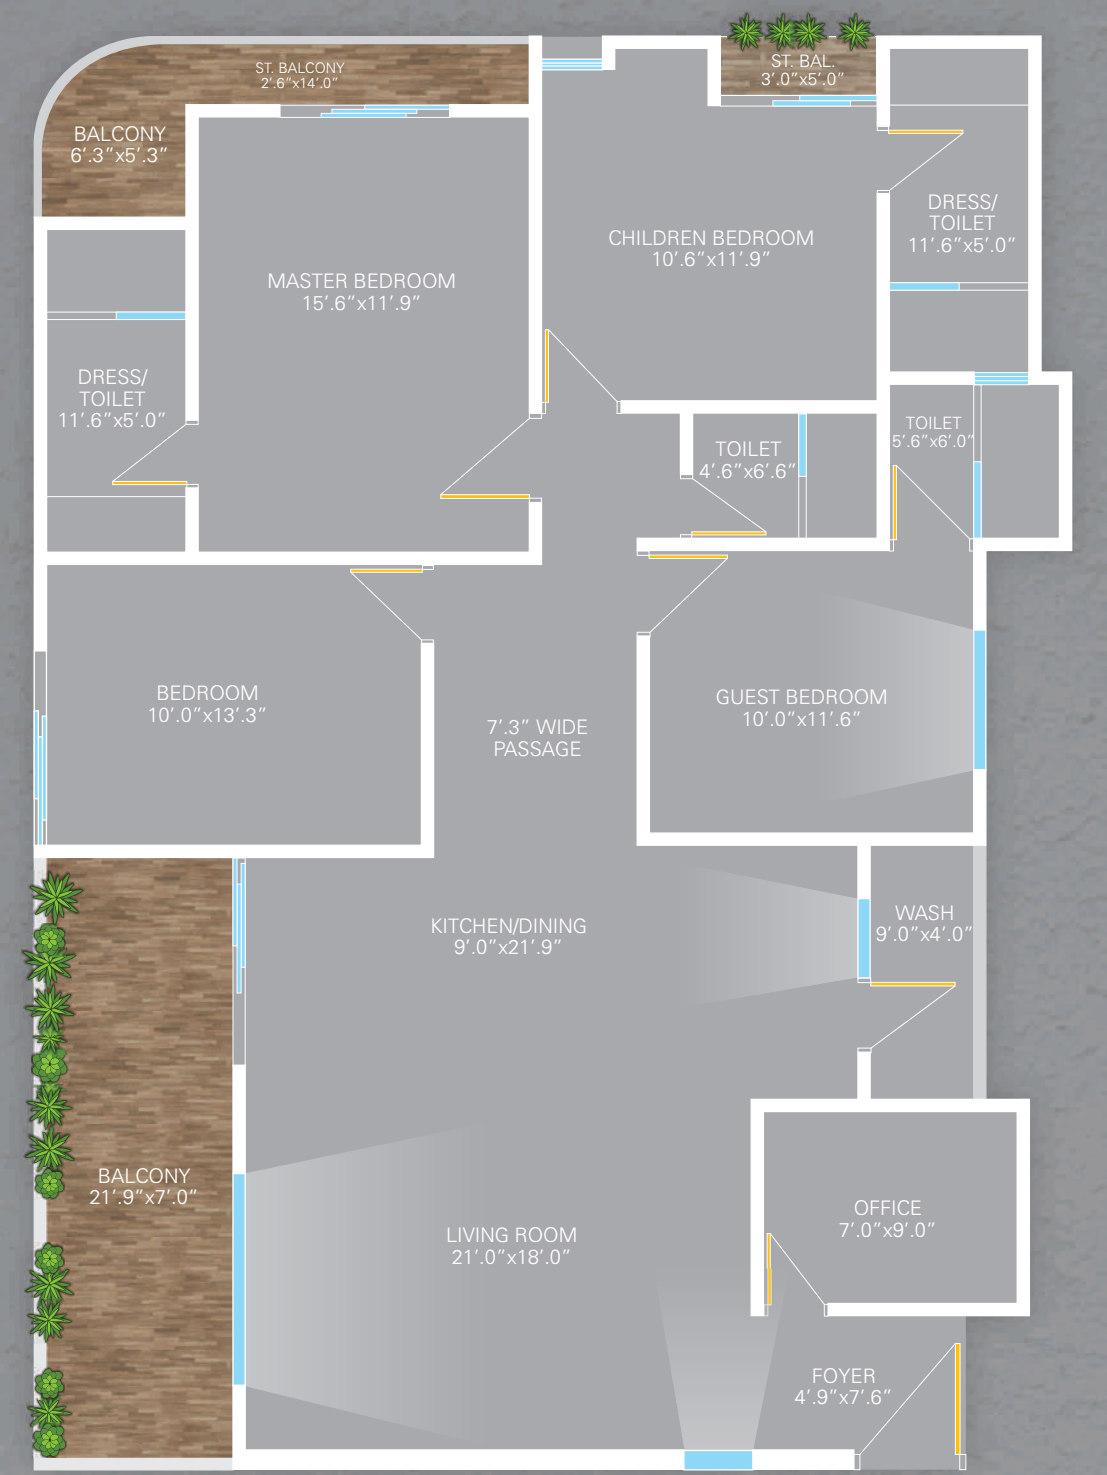 ST. BALCONY
2'.6"x14'.0"
ST. BAL.
3'.0"x5'.0"
BALCONY
6'.3"x5'.3"
DRESS/
TOILET
11'.6"x5'.0"
CHILDREN BEDROOM
10'.6"x11'.9"
MASTER BEDROOM
15'.6"x11'.9"
DRESS/
TOILET
11'.6"x5'.0"
TOILET
4'.6"x6'.6"
TOILET
5'.6"x6'.0"
BEDROOM
10'.0"x13'.3"
7'.3" WIDE
PASSAGE
GUEST BEDROOM
10'.0"x11'.6"
KITCHEN/DINING
9'.0"x21'.9"
WASH
9'.0"x4'.0"
BALCONY
21'.9"x7'.0"
LIVING ROOM
21'.0"x18'.0"
OFFICE
7'.0"x9'.0"
FOYER
4'.9"x7'.6"